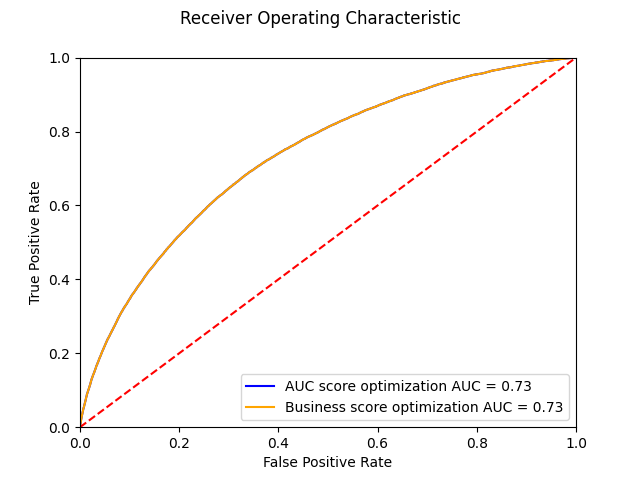 Receiver Operating Characteristic
1.0
0.8
0.6
0.4
0.2
0.0
True Positive Rate
AUC score optimization AUC = 0.73
Business score optimization AUC = 0.73
0.0 0.2 0.4 0.6 0.8 1.0
False Positive Rate